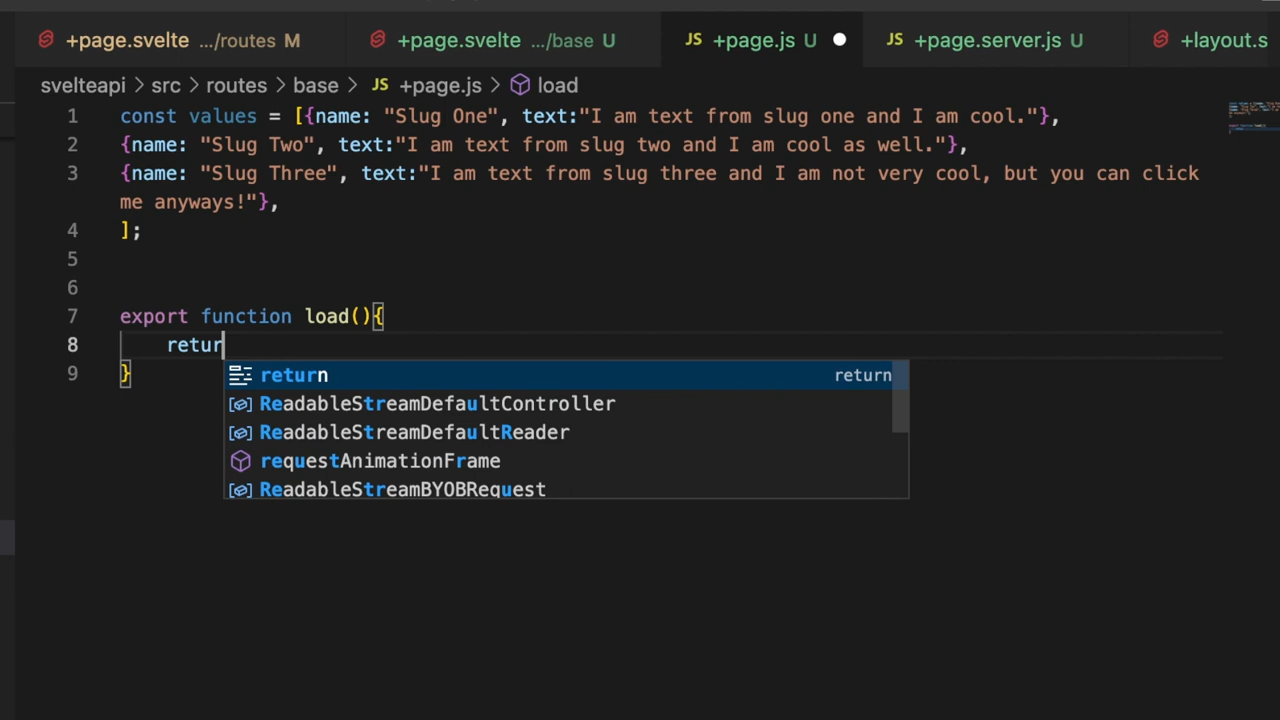 +page.svelte .../routes M +page.svelte .../base U JS +page.js U JS +page.server.js U +layout.s
svelteapi > src > routes > base > JS +page.js > load
1 const values = [{name: "Slug One", text:"I am text from slug one and I am cool."},
2 {name: "Slug Two", text:"I am text from slug two and I am cool as well."},
3 {name: "Slug Three", text:"I am text from slug three and I am not very cool, but you can click
me anyways!"},
4 ];
5
6
7 export function load(){
8 retur
9 }
return return
ReadableStreamDefaultController
ReadableStreamDefaultReader
requestAnimationFrame
ReadableStreamBYOBRequest